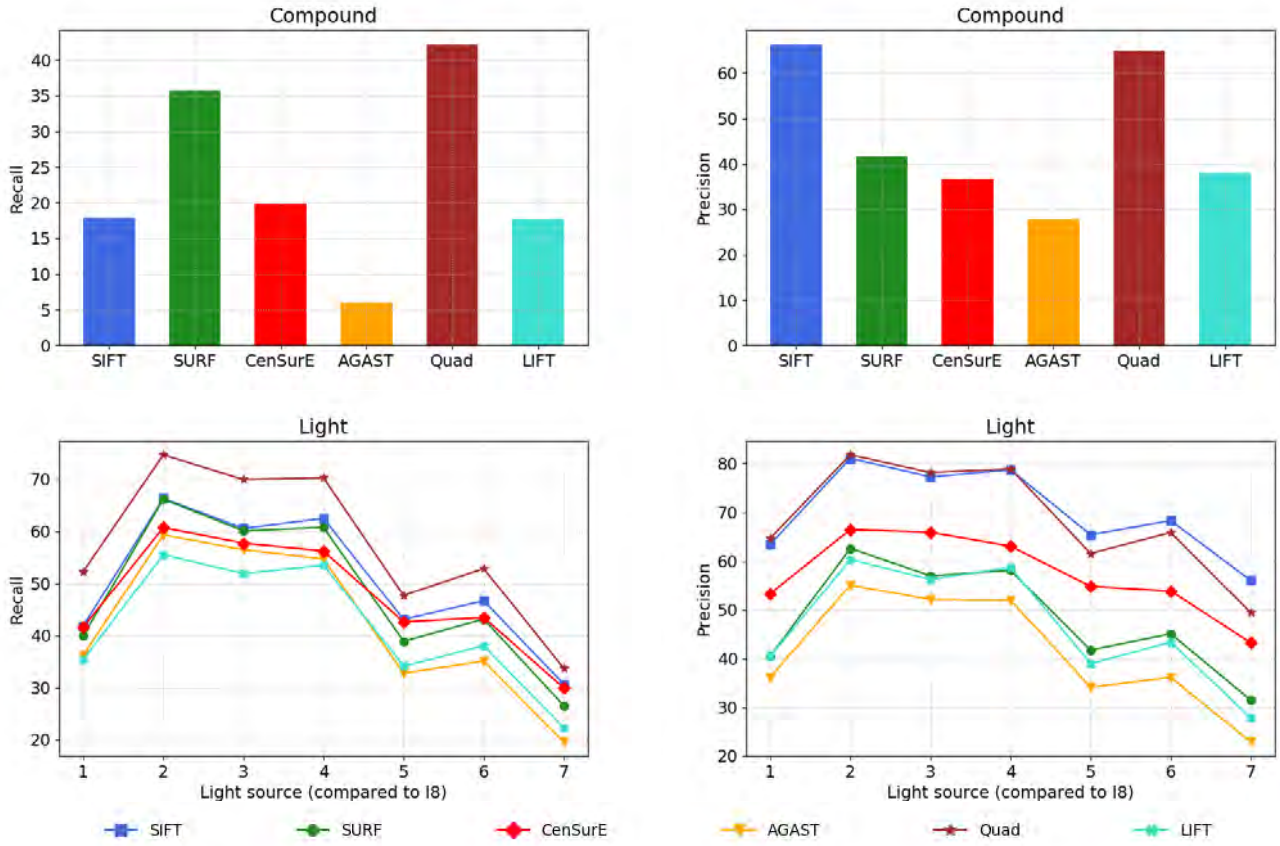 Compound
Recall
40
35
30
25
20
15
10
5
0
SIFT SURF CenSurE AGAST Quad LIFT
Compound
Precision
60
50
40
30
20
10
0
SIFT SURF CenSurE AGAST Quad LIFT
Light
Recall
70
60
50
40
30
20
1 2 3 4 5 6 7
Light source (compared to I8)
Light
Precision
80
70
60
50
40
30
20
1 2 3 4 5 6 7
Light source (compared to I8)
SIFT SURF CenSurE AGAST Quad LIFT